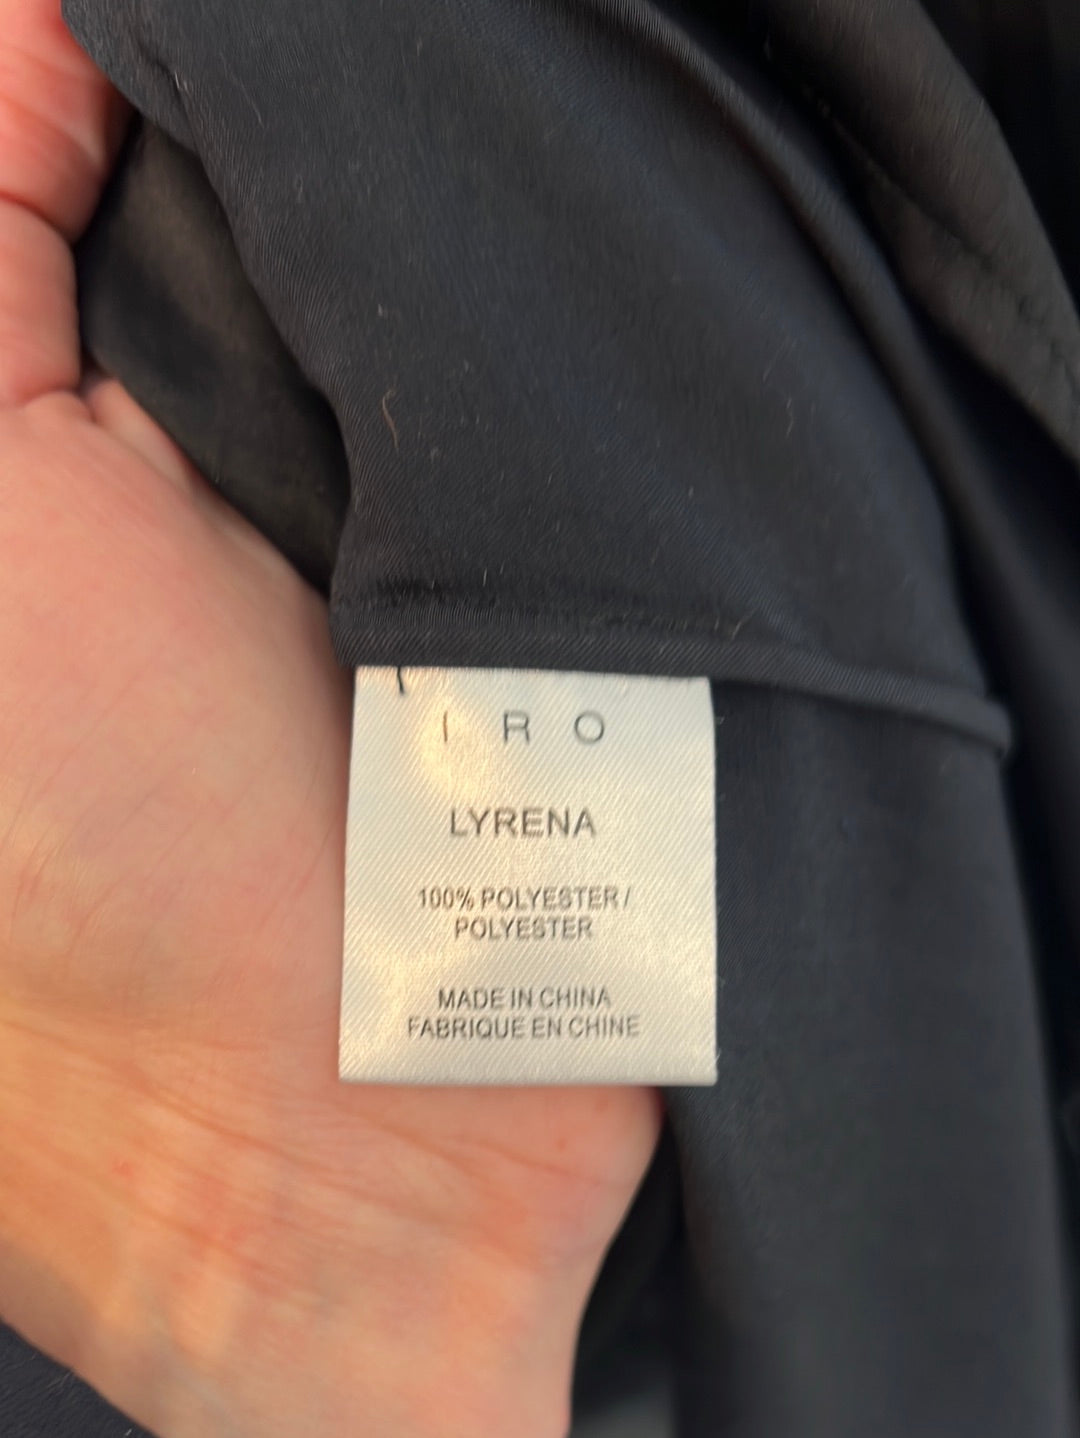 IRO
LYRENA
100% POLYESTER /
POLYESTER
MADE IN CHINA
FABRIQUE EN CHINE